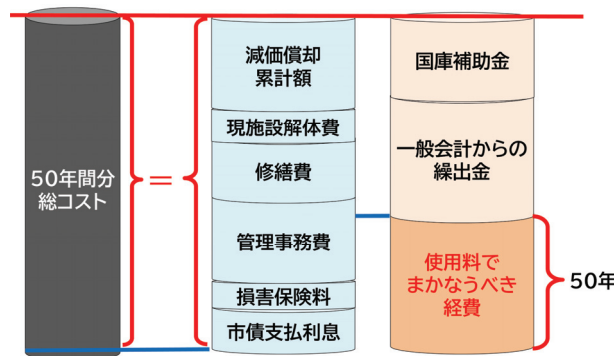 50年間分
総コスト
=
減価償却
累計額
現施設解体費
修繕費
管理事務費
損害保険料
市債支払利息
国庫補助金
一般会計からの
繰出金
使用料で
まかなうべき
経費
50年